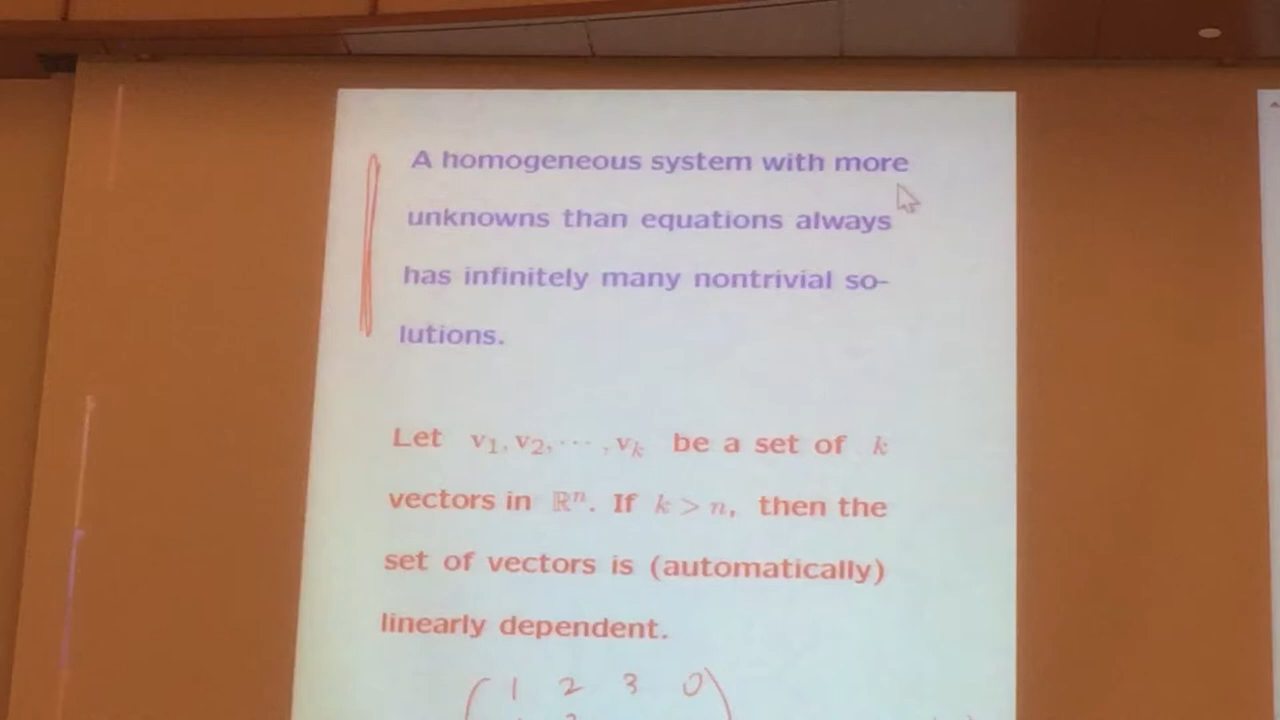 A homogeneous system with more
unknowns than equations always
has infinitely many nontrivial so-
lutions.
Let v₁, v₂, ⋯ , vₖ be a set of k
vectors in ℝⁿ. If k > n, then the
set of vectors is (automatically)
linearly dependent.
1 2 3 0